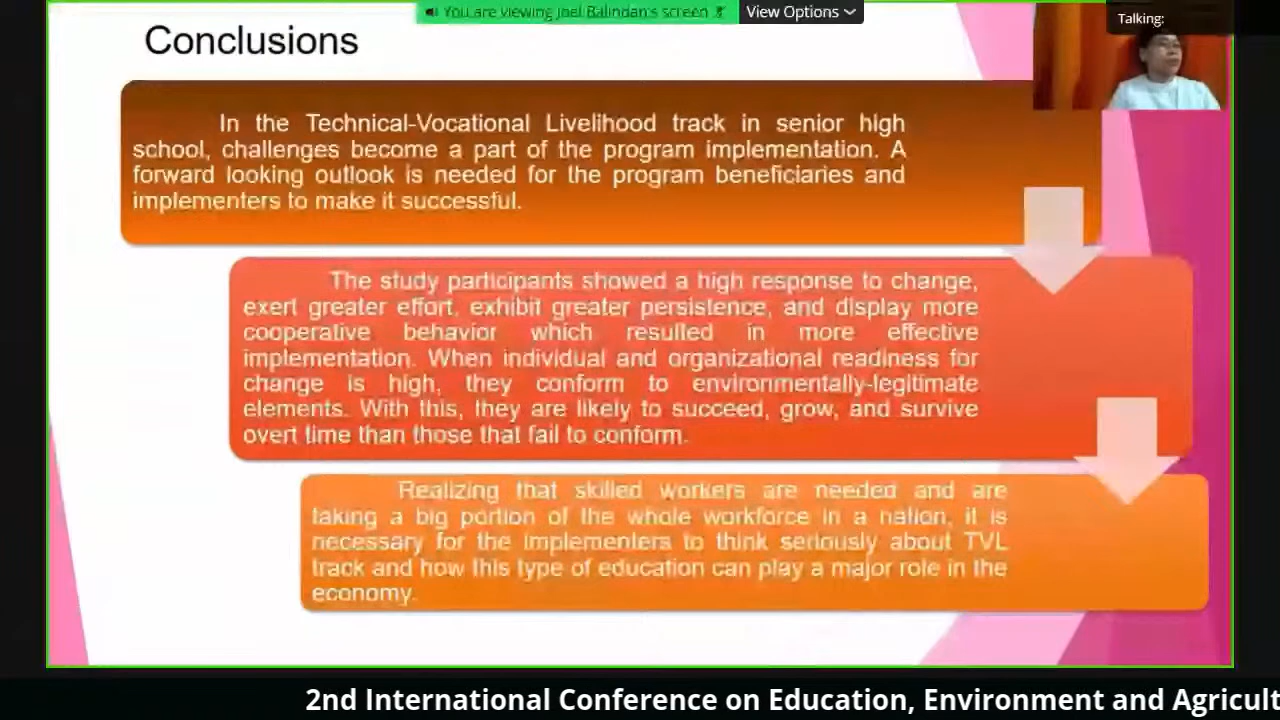 You are viewing Joel Balindan's screen
View Options
Talking:
Conclusions
In the Technical-Vocational Livelihood track in senior high
school, challenges become a part of the program implementation. A
forward looking outlook is needed for the program beneficiaries and
implementers to make it successful.
The study participants showed a high response to change,
exert greater effort, exhibit greater persistence, and display more
cooperative behavior which resulted in more effective
implementation. When individual and organizational readiness for
change is high, they conform to environmentally-legitimate
elements. With this, they are likely to succeed, grow, and survive
overt time than those that fail to conform.
Realizing that skilled workers are needed and are
taking a big portion of the whole workforce in a nation, it is
necessary for the implementers to think seriously about TVL
track and how this type of education can play a major role in the
economy.
2nd International Conference on Education, Environment and Agricult